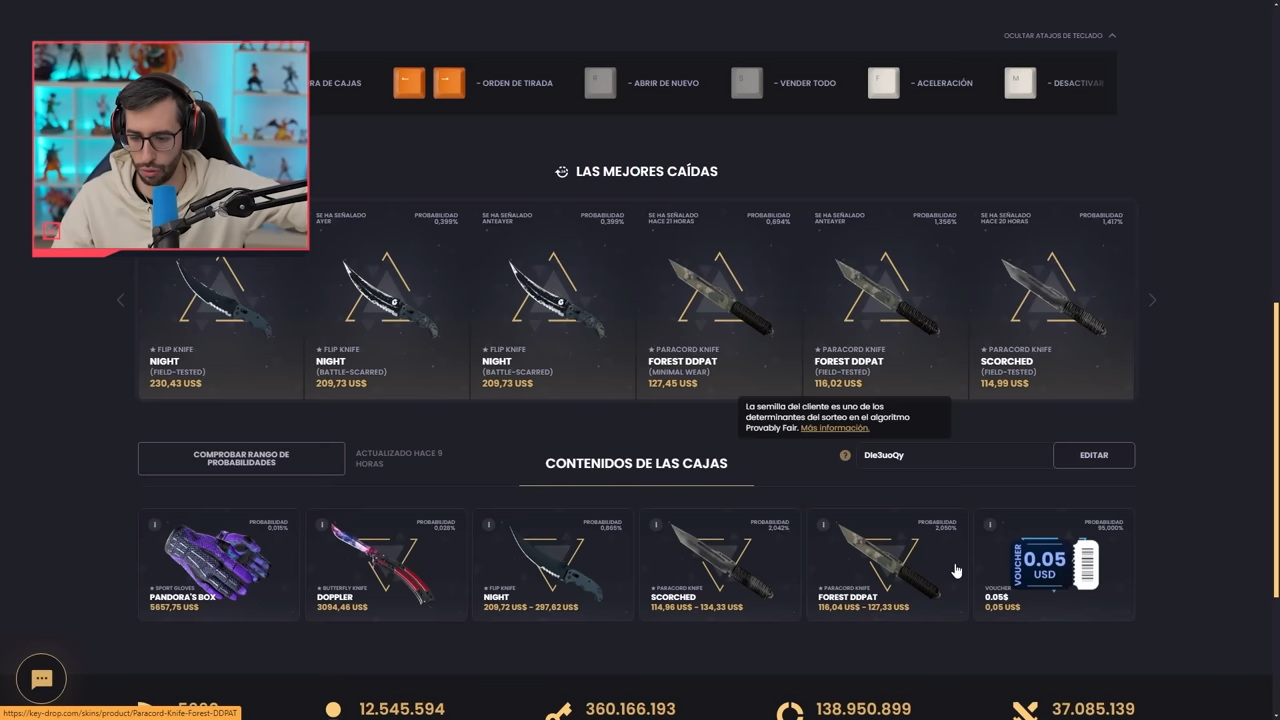 OCULTAR ATAJOS DE TECLADO
RA DE CAJAS
- ORDEN DE TIRADA
R
- ABRIR DE NUEVO
S
- VENDER TODO
F
- ACELERACIÓN
M
- DESACTIVAR
LAS MEJORES CAÍDAS
SE HA SEÑALADO
AYER
PROBABILIDAD
0,399%
SE HA SEÑALADO
ANTEAYER
PROBABILIDAD
0,399%
SE HA SEÑALADO
HACE 21 HORAS
PROBABILIDAD
0,694%
SE HA SEÑALADO
ANTEAYER
PROBABILIDAD
1,356%
SE HA SEÑALADO
HACE 20 HORAS
PROBABILIDAD
1,417%
★ FLIP KNIFE
NIGHT
(FIELD-TESTED)
230,43 US$
★ FLIP KNIFE
NIGHT
(BATTLE-SCARRED)
209,73 US$
★ FLIP KNIFE
NIGHT
(BATTLE-SCARRED)
209,73 US$
★ PARACORD KNIFE
FOREST DDPAT
(MINIMAL WEAR)
127,45 US$
★ PARACORD KNIFE
FOREST DDPAT
(FIELD-TESTED)
116,02 US$
★ PARACORD KNIFE
SCORCHED
(FIELD-TESTED)
114,99 US$
La semilla del cliente es uno de los
determinantes del sorteo en el algoritmo
Provably Fair. Más información.
COMPROBAR RANGO DE
PROBABILIDADES
ACTUALIZADO HACE 9
HORAS
CONTENIDOS DE LAS CAJAS
?
Dle3uoQy
EDITAR
PROBABILIDAD
0,015%
★ SPORT GLOVES
PANDORA'S BOX
5657,75 US$
PROBABILIDAD
0,028%
★ BUTTERFLY KNIFE
DOPPLER
3094,46 US$
PROBABILIDAD
0,865%
★ FLIP KNIFE
NIGHT
209,72 US$ - 297,62 US$
PROBABILIDAD
2,042%
★ PARACORD KNIFE
SCORCHED
114,96 US$ - 134,33 US$
PROBABILIDAD
2,050%
★ PARACORD KNIFE
FOREST DDPAT
116,04 US$ - 127,33 US$
PROBABILIDAD
95,000%
VOUCHER
0.05
USD
VOUCHER
0.05$
0,05 US$
12.545.594
360.166.193
138.950.899
37.085.139
https://key-drop.com/skins/product/Paracord-Knife-Forest-DDPAT